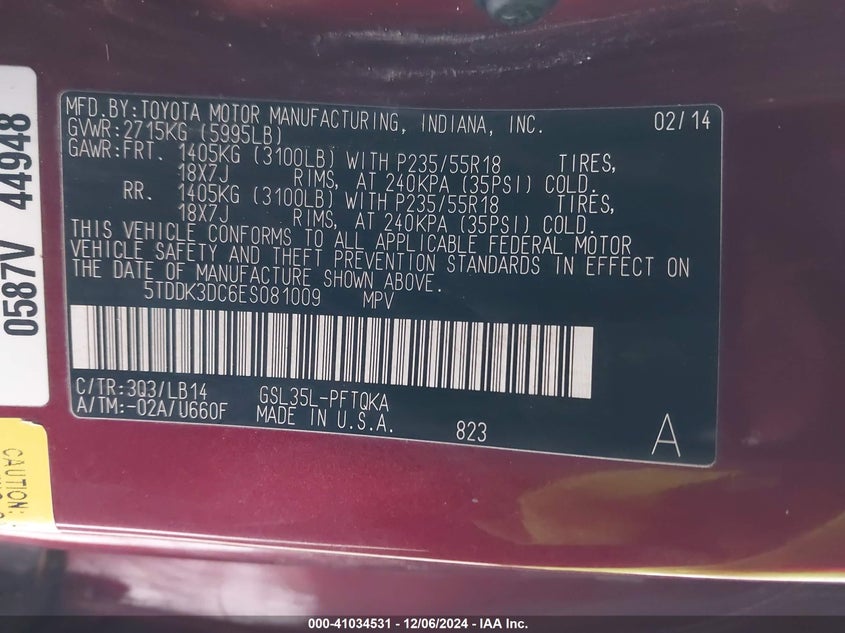 MFD.BY:TOYOTA MOTOR MANUFACTURING, INDIANA, INC. 02/14
GVWR:2715KG (5995LB)
GAWR:FRT. 1405KG (3100LB) WITH P235/55R18 TIRES,
18X7J RIMS, AT 240KPA (35PSI) COLD.
RR. 1405KG (3100LB) WITH P235/55R18 TIRES,
18X7J RIMS, AT 240KPA (35PSI) COLD.
THIS VEHICLE CONFORMS TO ALL APPLICABLE FEDERAL MOTOR
VEHICLE SAFETY AND THEFT PREVENTION STANDARDS IN EFFECT ON
THE DATE OF MANUFACTURE SHOWN ABOVE.
5TDDK3DC6ES081009 MPV
C/TR:3Q3/LB14 GSL35L-PFTQKA
A/TM:-02A/U660F MADE IN U.S.A. 823 A
0587V 44948
CAUTION:
000-41034531 - 12/06/2024 - IAA Inc.